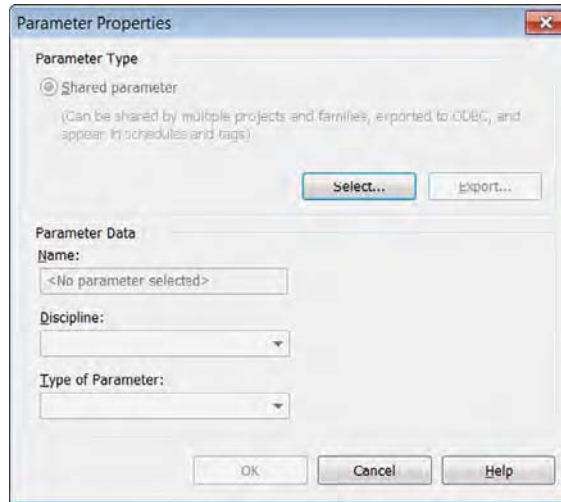 Parameter Properties
Parameter Type
Shared parameter
(Can be shared by multiple projects and families, exported to ODBC, and
appear in schedules and tags)
Select...
Export...
Parameter Data
Name:
<No parameter selected>
Discipline:
Type of Parameter:
OK
Cancel
Help